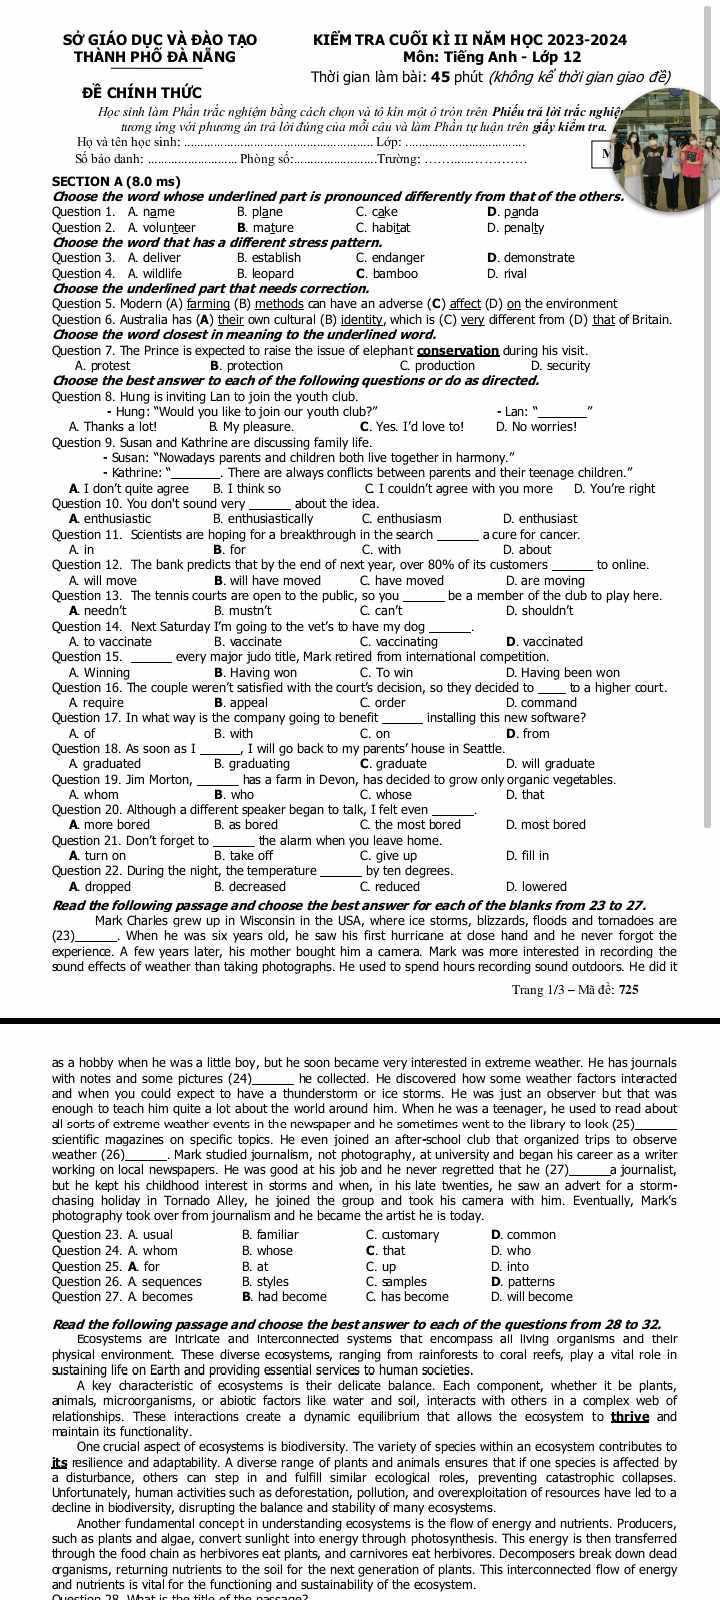 SỞ GIÁO DỤC VÀ ĐÀO TẠO
THÀNH PHỐ ĐÀ NẴNG
ĐỀ CHÍNH THỨC
KIỂM TRA CUỐI KÌ II NĂM HỌC 2023-2024
Môn: Tiếng Anh - Lớp 12
Thời gian làm bài: 45 phút (không kể thời gian giao đề)
Học sinh làm Phần trắc nghiệm bằng cách chọn và tô kín một ô tròn trên Phiếu trả lời trắc nghiệ
tương ứng với phương án trả lời đúng của mỗi câu và làm Phần tự luận trên giấy kiểm tra.
Họ và tên học sinh: ........................................................ Lớp: ...................................
Số báo danh: ........................... Phòng số:.........................Trường: ……......…………
M
SECTION A (8.0 ms)
Choose the word whose underlined part is pronounced differently from that of the others.
Question 1. A. name B. plane C. cake D. panda
Question 2. A. volunteer B. mature C. habitat D. penalty
Choose the word that has a different stress pattern.
Question 3. A. deliver B. establish C. endanger D. demonstrate
Question 4. A. wildlife B. leopard C. bamboo D. rival
Choose the underlined part that needs correction.
Question 5. Modern (A) farming (B) methods can have an adverse (C) affect (D) on the environment
Question 6. Australia has (A) their own cultural (B) identity, which is (C) very different from (D) that of Britain.
Choose the word closest in meaning to the underlined word.
Question 7. The Prince is expected to raise the issue of elephant conservation during his visit.
A. protest B. protection C. production D. security
Choose the best answer to each of the following questions or do as directed.
Question 8. Hung is inviting Lan to join the youth club.
- Hung: “Would you like to join our youth club?” - Lan: “_______”
A. Thanks a lot! B. My pleasure. C. Yes. I’d love to! D. No worries!
Question 9. Susan and Kathrine are discussing family life.
- Susan: “Nowadays parents and children both live together in harmony.”
- Kathrine: “_______. There are always conflicts between parents and their teenage children.”
A. I don’t quite agree B. I think so C. I couldn’t agree with you more D. You’re right
Question 10. You don't sound very ______ about the idea.
A. enthusiastic B. enthusiastically C. enthusiasm D. enthusiast
Question 11. Scientists are hoping for a breakthrough in the search ______ a cure for cancer.
A. in B. for C. with D. about
Question 12. The bank predicts that by the end of next year, over 80% of its customers ______ to online.
A. will move B. will have moved C. have moved D. are moving
Question 13. The tennis courts are open to the public, so you ______ be a member of the club to play here.
A. needn’t B. mustn’t C. can’t D. shouldn’t
Question 14. Next Saturday I’m going to the vet’s to have my dog ______.
A. to vaccinate B. vaccinate C. vaccinating D. vaccinated
Question 15. ______ every major judo title, Mark retired from international competition.
A. Winning B. Having won C. To win D. Having been won
Question 16. The couple weren’t satisfied with the court’s decision, so they decided to ____ to a higher court.
A. require B. appeal C. order D. command
Question 17. In what way is the company going to benefit ______ installing this new software?
A. of B. with C. on D. from
Question 18. As soon as I ______, I will go back to my parents’ house in Seattle.
A. graduated B. graduating C. graduate D. will graduate
Question 19. Jim Morton, ______ has a farm in Devon, has decided to grow only organic vegetables.
A. whom B. who C. whose D. that
Question 20. Although a different speaker began to talk, I felt even ______.
A. more bored B. as bored C. the most bored D. most bored
Question 21. Don’t forget to ______ the alarm when you leave home.
A. turn on B. take off C. give up D. fill in
Question 22. During the night, the temperature ______ by ten degrees.
A. dropped B. decreased C. reduced D. lowered
Read the following passage and choose the best answer for each of the blanks from 23 to 27.
Mark Charles grew up in Wisconsin in the USA, where ice storms, blizzards, floods and tornadoes are
(23)______. When he was six years old, he saw his first hurricane at close hand and he never forgot the
experience. A few years later, his mother bought him a camera. Mark was more interested in recording the
sound effects of weather than taking photographs. He used to spend hours recording sound outdoors. He did it
Trang 1/3 – Mã đề: 725
as a hobby when he was a little boy, but he soon became very interested in extreme weather. He has journals
with notes and some pictures (24)______ he collected. He discovered how some weather factors interacted
and when you could expect to have a thunderstorm or ice storms. He was just an observer but that was
enough to teach him quite a lot about the world around him. When he was a teenager, he used to read about
all sorts of extreme weather events in the newspaper and he sometimes went to the library to look (25)______
scientific magazines on specific topics. He even joined an after-school club that organized trips to observe
weather (26)______. Mark studied journalism, not photography, at university and began his career as a writer
working on local newspapers. He was good at his job and he never regretted that he (27)______a journalist,
but he kept his childhood interest in storms and when, in his late twenties, he saw an advert for a storm-
chasing holiday in Tornado Alley, he joined the group and took his camera with him. Eventually, Mark’s
photography took over from journalism and he became the artist he is today.
Question 23. A. usual B. familiar C. customary D. common
Question 24. A. whom B. whose C. that D. who
Question 25. A. for B. at C. up D. into
Question 26. A. sequences B. styles C. samples D. patterns
Question 27. A. becomes B. had become C. has become D. will become
Read the following passage and choose the best answer to each of the questions from 28 to 32.
Ecosystems are intricate and interconnected systems that encompass all living organisms and their
physical environment. These diverse ecosystems, ranging from rainforests to coral reefs, play a vital role in
sustaining life on Earth and providing essential services to human societies.
A key characteristic of ecosystems is their delicate balance. Each component, whether it be plants,
animals, microorganisms, or abiotic factors like water and soil, interacts with others in a complex web of
relationships. These interactions create a dynamic equilibrium that allows the ecosystem to thrive and
maintain its functionality.
One crucial aspect of ecosystems is biodiversity. The variety of species within an ecosystem contributes to
its resilience and adaptability. A diverse range of plants and animals ensures that if one species is affected by
a disturbance, others can step in and fulfill similar ecological roles, preventing catastrophic collapses.
Unfortunately, human activities such as deforestation, pollution, and overexploitation of resources have led to a
decline in biodiversity, disrupting the balance and stability of many ecosystems.
Another fundamental concept in understanding ecosystems is the flow of energy and nutrients. Producers,
such as plants and algae, convert sunlight into energy through photosynthesis. This energy is then transferred
through the food chain as herbivores eat plants, and carnivores eat herbivores. Decomposers break down dead
organisms, returning nutrients to the soil for the next generation of plants. This interconnected flow of energy
and nutrients is vital for the functioning and sustainability of the ecosystem.
Question 28. What is the title of the passage?